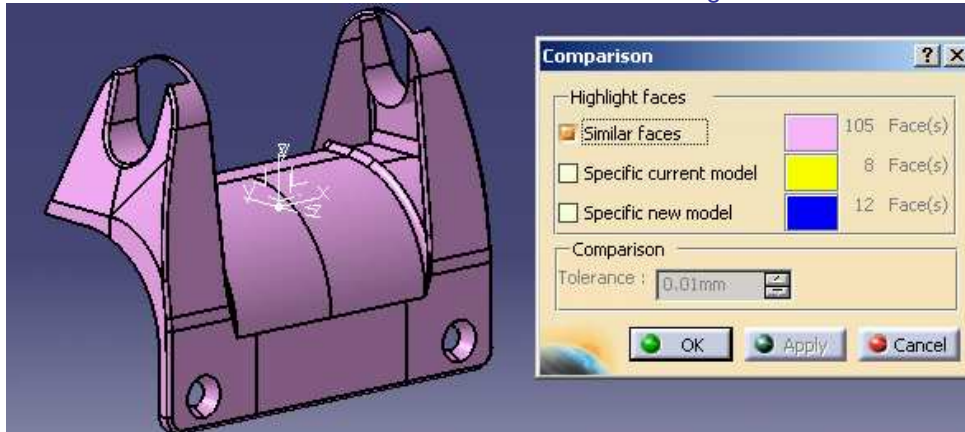 Comparison
Highlight faces
Similar faces 105 Face(s)
Specific current model 8 Face(s)
Specific new model 12 Face(s)
Comparison
Tolerance : 0.01mm
OK Apply Cancel